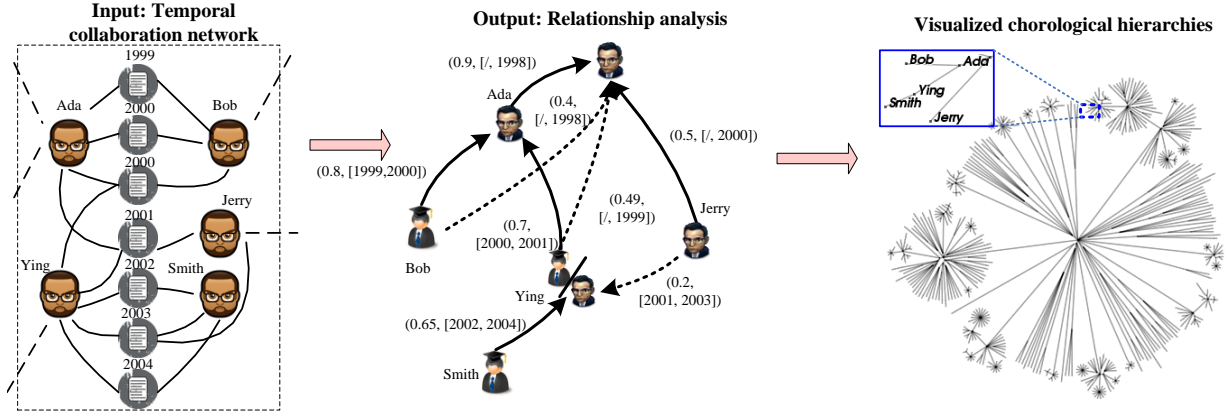 Input: Temporal
collaboration network
1999
Ada
2000
Bob
2000
2001
Jerry
Ying
2002
Smith
2003
2004
Output: Relationship analysis
(0.9, [/, 1998])
Ada
(0.4,
[/, 1998])
(0.5, [/, 2000])
(0.8, [1999,2000])
(0.49,
[/, 1999])
Jerry
(0.7,
[2000, 2001])
Bob
Ying
(0.2,
[2001, 2003])
(0.65, [2002, 2004])
Smith
Visualized chorological hierarchies
Bob
Ada
Ying
Smith
Jerry